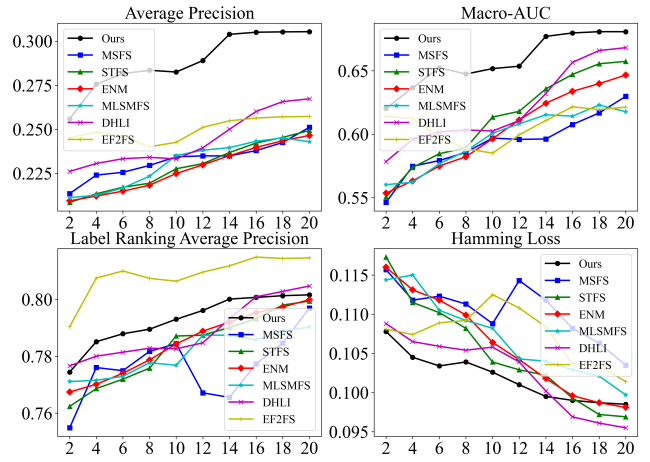 Average Precision
0.300
0.275
0.250
0.225
Ours
MSFS
STFS
ENM
MLSMFS
DHLI
EF2FS
2 4 6 8 10 12 14 16 18 20
Macro-AUC
0.65
0.60
0.55
Ours
MSFS
STFS
ENM
MLSMFS
DHLI
EF2FS
2 4 6 8 10 12 14 16 18 20
Label Ranking Average Precision
0.80
0.78
0.76
Ours
MSFS
STFS
ENM
MLSMFS
DHLI
EF2FS
2 4 6 8 10 12 14 16 18 20
Hamming Loss
0.115
0.110
0.105
0.100
0.095
Ours
MSFS
STFS
ENM
MLSMFS
DHLI
EF2FS
2 4 6 8 10 12 14 16 18 20